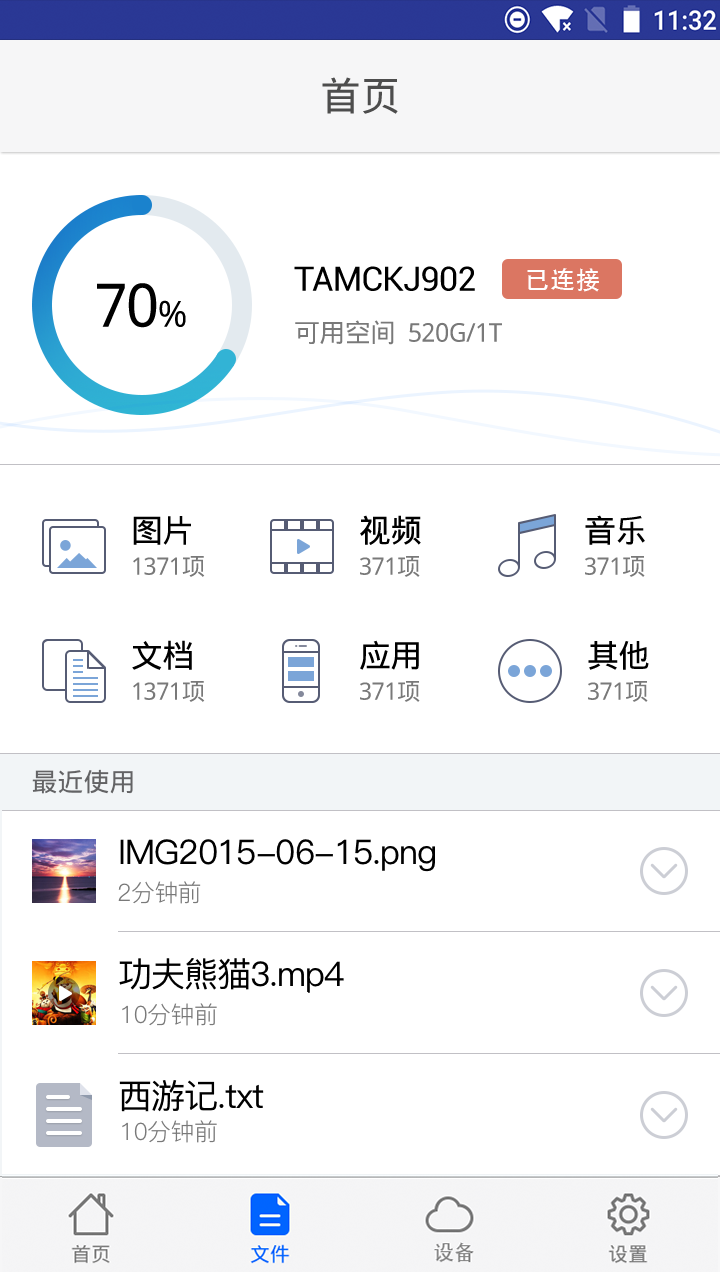 11:32
首页
70%
TAMCKJ902 已连接
可用空间 520G/1T
图片 视频 音乐
1371项 371项 371项
文档 应用 其他
1371项 371项 371项
最近使用
IMG2015-06-15.png
2分钟前
功夫熊猫3.mp4
10分钟前
西游记.txt
10分钟前
首页 文件 设备 设置